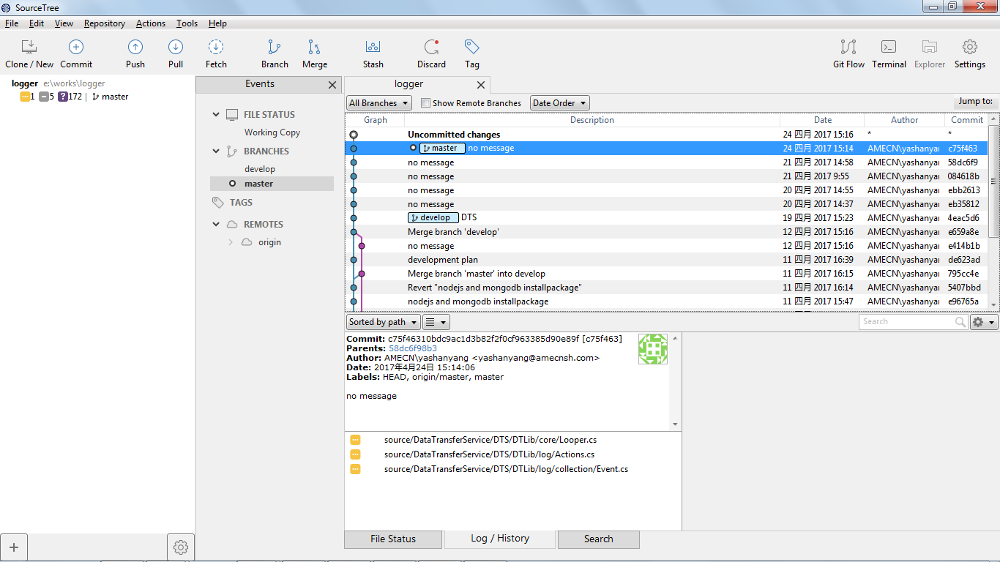 SourceTree
File Edit View Repository Actions Tools Help
Clone / New Commit Push Pull Fetch Branch Merge Stash Discard Tag Git Flow Terminal Explorer Settings
logger e:\works\logger
1 5 ? 172 | master
Events
FILE STATUS
Working Copy
BRANCHES
develop
master
TAGS
REMOTES
origin
logger
All Branches Show Remote Branches Date Order Jump to:
Graph Description Date Author Commit
Uncommitted changes 24 四月 2017 15:16 * *
master no message 24 四月 2017 15:14 AMECN\yashanyar c75f463
no message 21 四月 2017 14:58 AMECN\yashanyar 58dc6f9
no message 21 四月 2017 9:55 AMECN\yashanyar 084618b
no message 20 四月 2017 14:55 AMECN\yashanyar ebb2613
no message 20 四月 2017 14:37 AMECN\yashanyar eb35812
develop DTS 19 四月 2017 15:23 AMECN\yashanyar 4eac5d6
Merge branch 'develop' 12 四月 2017 15:16 AMECN\yashanyar e659a8e
no message 12 四月 2017 15:16 AMECN\yashanyar e414b1b
development plan 11 四月 2017 16:39 AMECN\yashanyar de623ad
Merge branch 'master' into develop 11 四月 2017 16:15 AMECN\yashanyar 795cc4e
Revert "nodejs and mongodb installpackage" 11 四月 2017 16:14 AMECN\yashanyar 5407bbd
nodejs and mongodb installpackage 11 四月 2017 15:47 AMECN\yashanyar e96765a
Sorted by path Search
Commit: c75f46310bdc9ac1d3b82f2f0cf963385d90e89f [c75f463]
Parents: 58dc6f98b3
Author: AMECN\yashanyang <yashanyang@amecnsh.com>
Date: 2017年4月24日 15:14:06
Labels: HEAD, origin/master, master
no message
source/DataTransferService/DTS/DTLib/core/Looper.cs
source/DataTransferService/DTS/DTLib/log/Actions.cs
source/DataTransferService/DTS/DTLib/log/collection/Event.cs
File Status Log / History Search